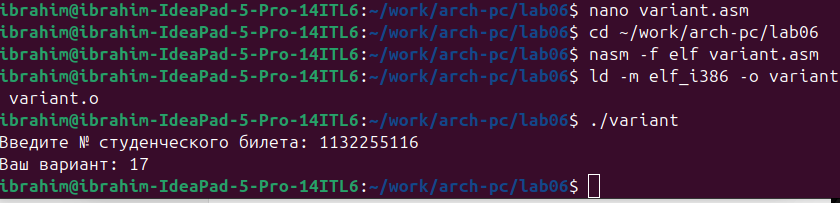 ibrahim@ibrahim-IdeaPad-5-Pro-14ITL6:~/work/arch-pc/lab06$ nano variant.asm
ibrahim@ibrahim-IdeaPad-5-Pro-14ITL6:~/work/arch-pc/lab06$ cd ~/work/arch-pc/lab06
ibrahim@ibrahim-IdeaPad-5-Pro-14ITL6:~/work/arch-pc/lab06$ nasm -f elf variant.asm
ibrahim@ibrahim-IdeaPad-5-Pro-14ITL6:~/work/arch-pc/lab06$ ld -m elf_i386 -o variant
 variant.o
ibrahim@ibrahim-IdeaPad-5-Pro-14ITL6:~/work/arch-pc/lab06$ ./variant
Введите № студенческого билета: 1132255116
Ваш вариант: 17
ibrahim@ibrahim-IdeaPad-5-Pro-14ITL6:~/work/arch-pc/lab06$